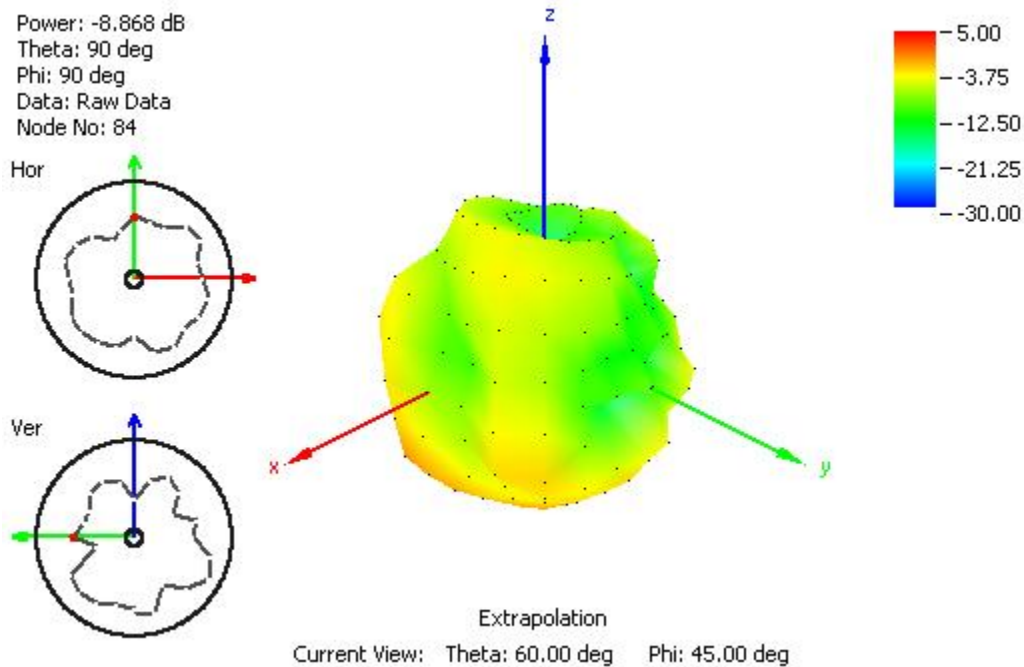 Power: -8.868 dB
Theta: 90 deg
Phi: 90 deg
Data: Raw Data
Node No: 84
Hor
Ver
z
x
y
5.00
-3.75
-12.50
-21.25
-30.00
Extrapolation
Current View: Theta: 60.00 deg Phi: 45.00 deg